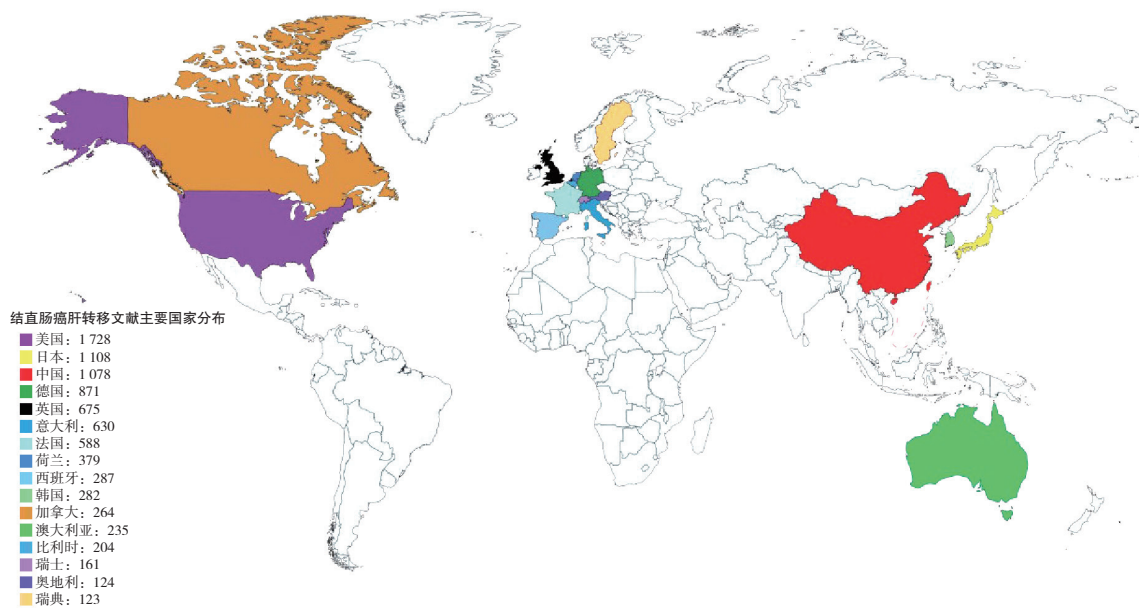 结直肠癌肝转移文献主要国家分布
美国：1 728
日本：1 108
中国：1 078
德国：871
英国：675
意大利：630
法国：588
荷兰：379
西班牙：287
韩国：282
加拿大：264
澳大利亚：235
比利时：204
瑞士：161
奥地利：124
瑞典：123